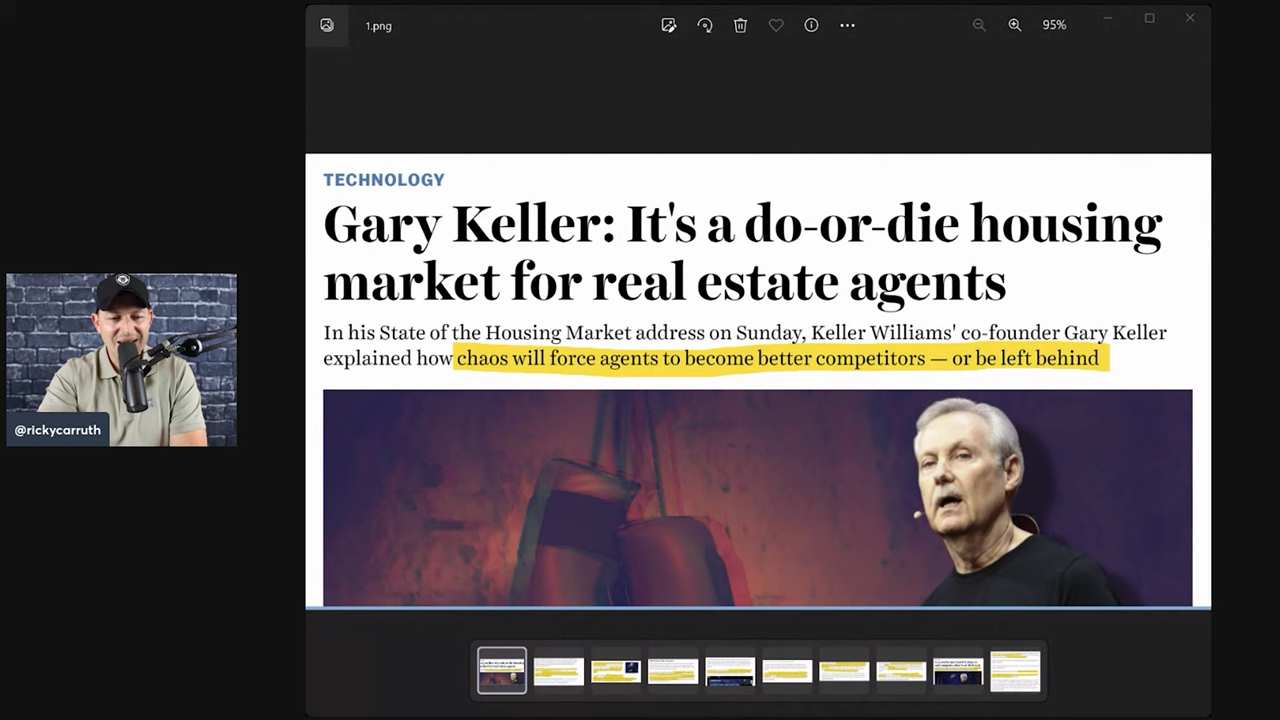 1.png
95%
TECHNOLOGY
Gary Keller: It's a do-or-die housing
market for real estate agents
In his State of the Housing Market address on Sunday, Keller Williams' co-founder Gary Keller
explained how chaos will force agents to become better competitors — or be left behind
@rickycarruth